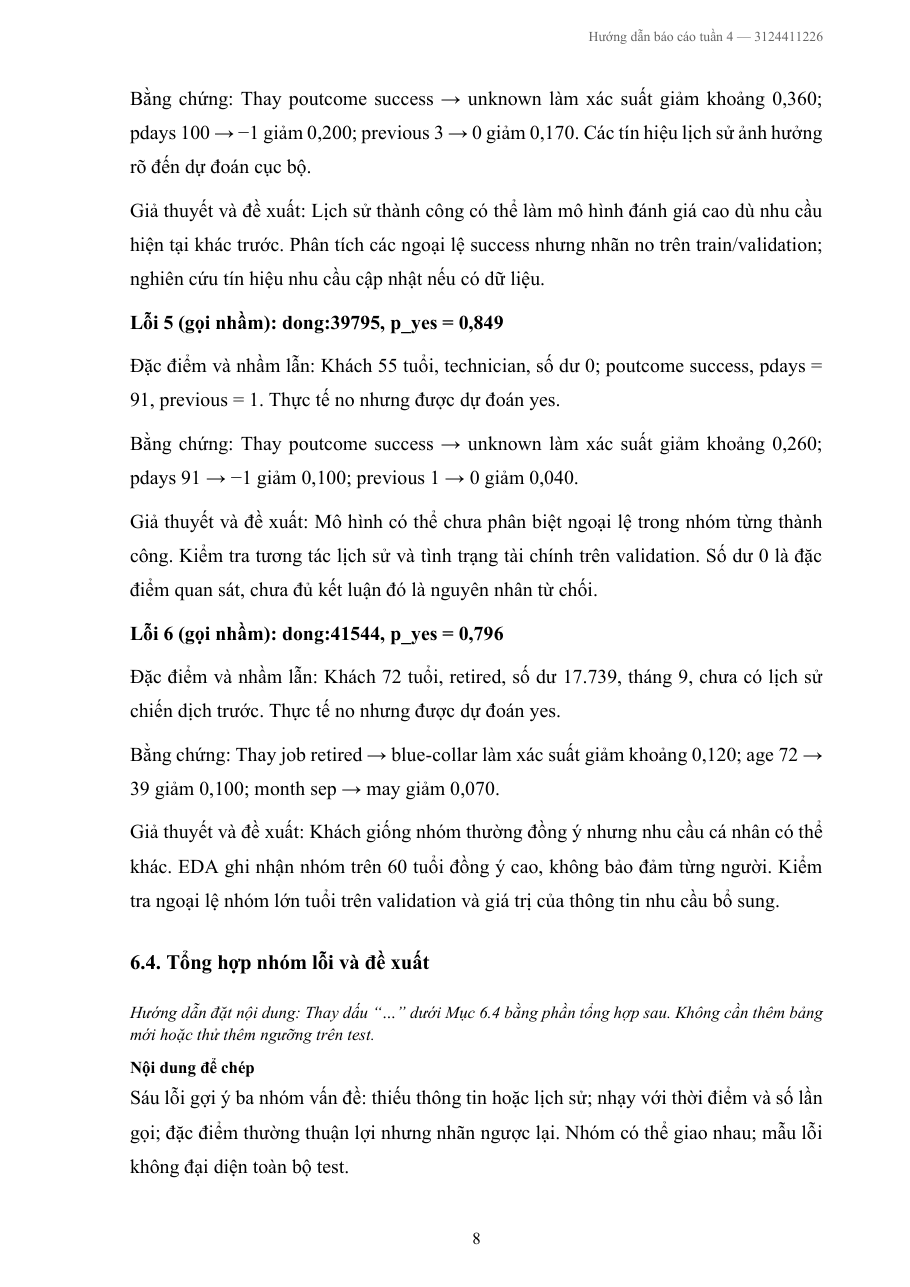 Hướng dẫn báo cáo tuần 4 — 3124411226
Bằng chứng: Thay poutcome success → unknown làm xác suất giảm khoảng 0,360;
pdays 100 → −1 giảm 0,200; previous 3 → 0 giảm 0,170. Các tín hiệu lịch sử ảnh hưởng
rõ đến dự đoán cục bộ.
Giả thuyết và đề xuất: Lịch sử thành công có thể làm mô hình đánh giá cao dù nhu cầu
hiện tại khác trước. Phân tích các ngoại lệ success nhưng nhãn no trên train/validation;
nghiên cứu tín hiệu nhu cầu cập nhật nếu có dữ liệu.
Lỗi 5 (gọi nhầm): dong:39795, p_yes = 0,849
Đặc điểm và nhầm lẫn: Khách 55 tuổi, technician, số dư 0; poutcome success, pdays =
91, previous = 1. Thực tế no nhưng được dự đoán yes.
Bằng chứng: Thay poutcome success → unknown làm xác suất giảm khoảng 0,260;
pdays 91 → −1 giảm 0,100; previous 1 → 0 giảm 0,040.
Giả thuyết và đề xuất: Mô hình có thể chưa phân biệt ngoại lệ trong nhóm từng thành
công. Kiểm tra tương tác lịch sử và tình trạng tài chính trên validation. Số dư 0 là đặc
điểm quan sát, chưa đủ kết luận đó là nguyên nhân từ chối.
Lỗi 6 (gọi nhầm): dong:41544, p_yes = 0,796
Đặc điểm và nhầm lẫn: Khách 72 tuổi, retired, số dư 17.739, tháng 9, chưa có lịch sử
chiến dịch trước. Thực tế no nhưng được dự đoán yes.
Bằng chứng: Thay job retired → blue-collar làm xác suất giảm khoảng 0,120; age 72 →
39 giảm 0,100; month sep → may giảm 0,070.
Giả thuyết và đề xuất: Khách giống nhóm thường đồng ý nhưng nhu cầu cá nhân có thể
khác. EDA ghi nhận nhóm trên 60 tuổi đồng ý cao, không bảo đảm từng người. Kiểm
tra ngoại lệ nhóm lớn tuổi trên validation và giá trị của thông tin nhu cầu bổ sung.
6.4. Tổng hợp nhóm lỗi và đề xuất
Hướng dẫn đặt nội dung: Thay dấu “…” dưới Mục 6.4 bằng phần tổng hợp sau. Không cần thêm bảng
mới hoặc thử thêm ngưỡng trên test.
Nội dung để chép
Sáu lỗi gợi ý ba nhóm vấn đề: thiếu thông tin hoặc lịch sử; nhạy với thời điểm và số lần
gọi; đặc điểm thường thuận lợi nhưng nhãn ngược lại. Nhóm có thể giao nhau; mẫu lỗi
không đại diện toàn bộ test.
8